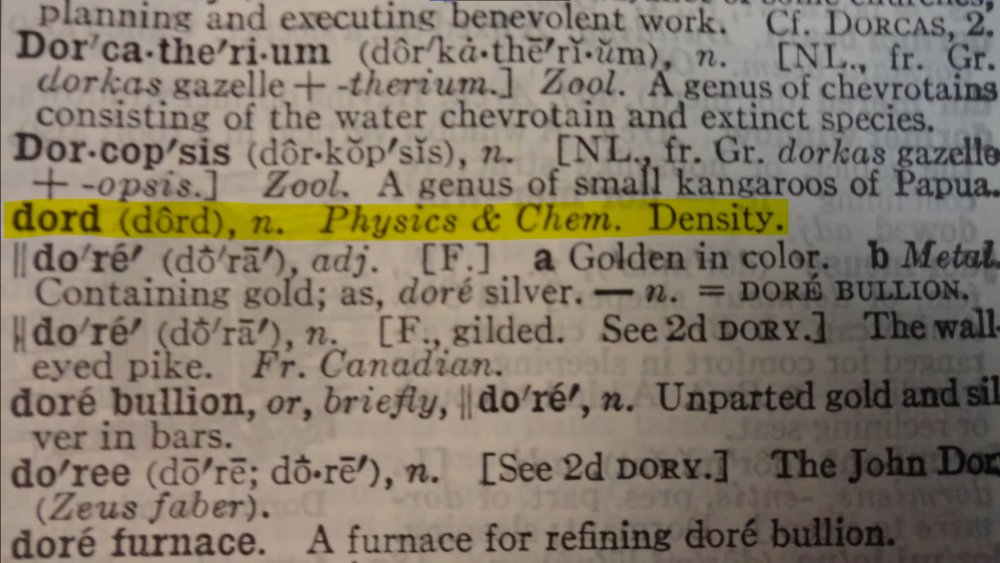 planning and executing benevolent work. Cf. DORCAS, 2.
Dor′ca·the′ri·um (dôr′kȧ·thē′rĭ·ŭm), n. [NL., fr. Gr.
dorkas gazelle + -therium.] Zool. A genus of chevrotains
consisting of the water chevrotain and extinct species.
Dor·cop′sis (dôr·kŏp′sĭs), n. [NL., fr. Gr. dorkas gazelle
+ -opsis.] Zool. A genus of small kangaroos of Papua.
dord (dôrd), n. Physics & Chem. Density.
‖do′ré′ (dō̇′rā′), adj. [F.] a Golden in color. b Metal.
Containing gold; as, doré silver. — n. = DORÉ BULLION.
‖do′ré′ (dō̇′rā′), n. [F., gilded. See 2d DORY.] The wall
eyed pike. Fr. Canadian.
doré bullion, or, briefly, ‖do′ré′, n. Unparted gold and sil
ver in bars.
do′ree (dō′rē; dō̇·rē′), n. [See 2d DORY.] The John Dor
(Zeus faber).
doré furnace. A furnace for refining doré bullion.